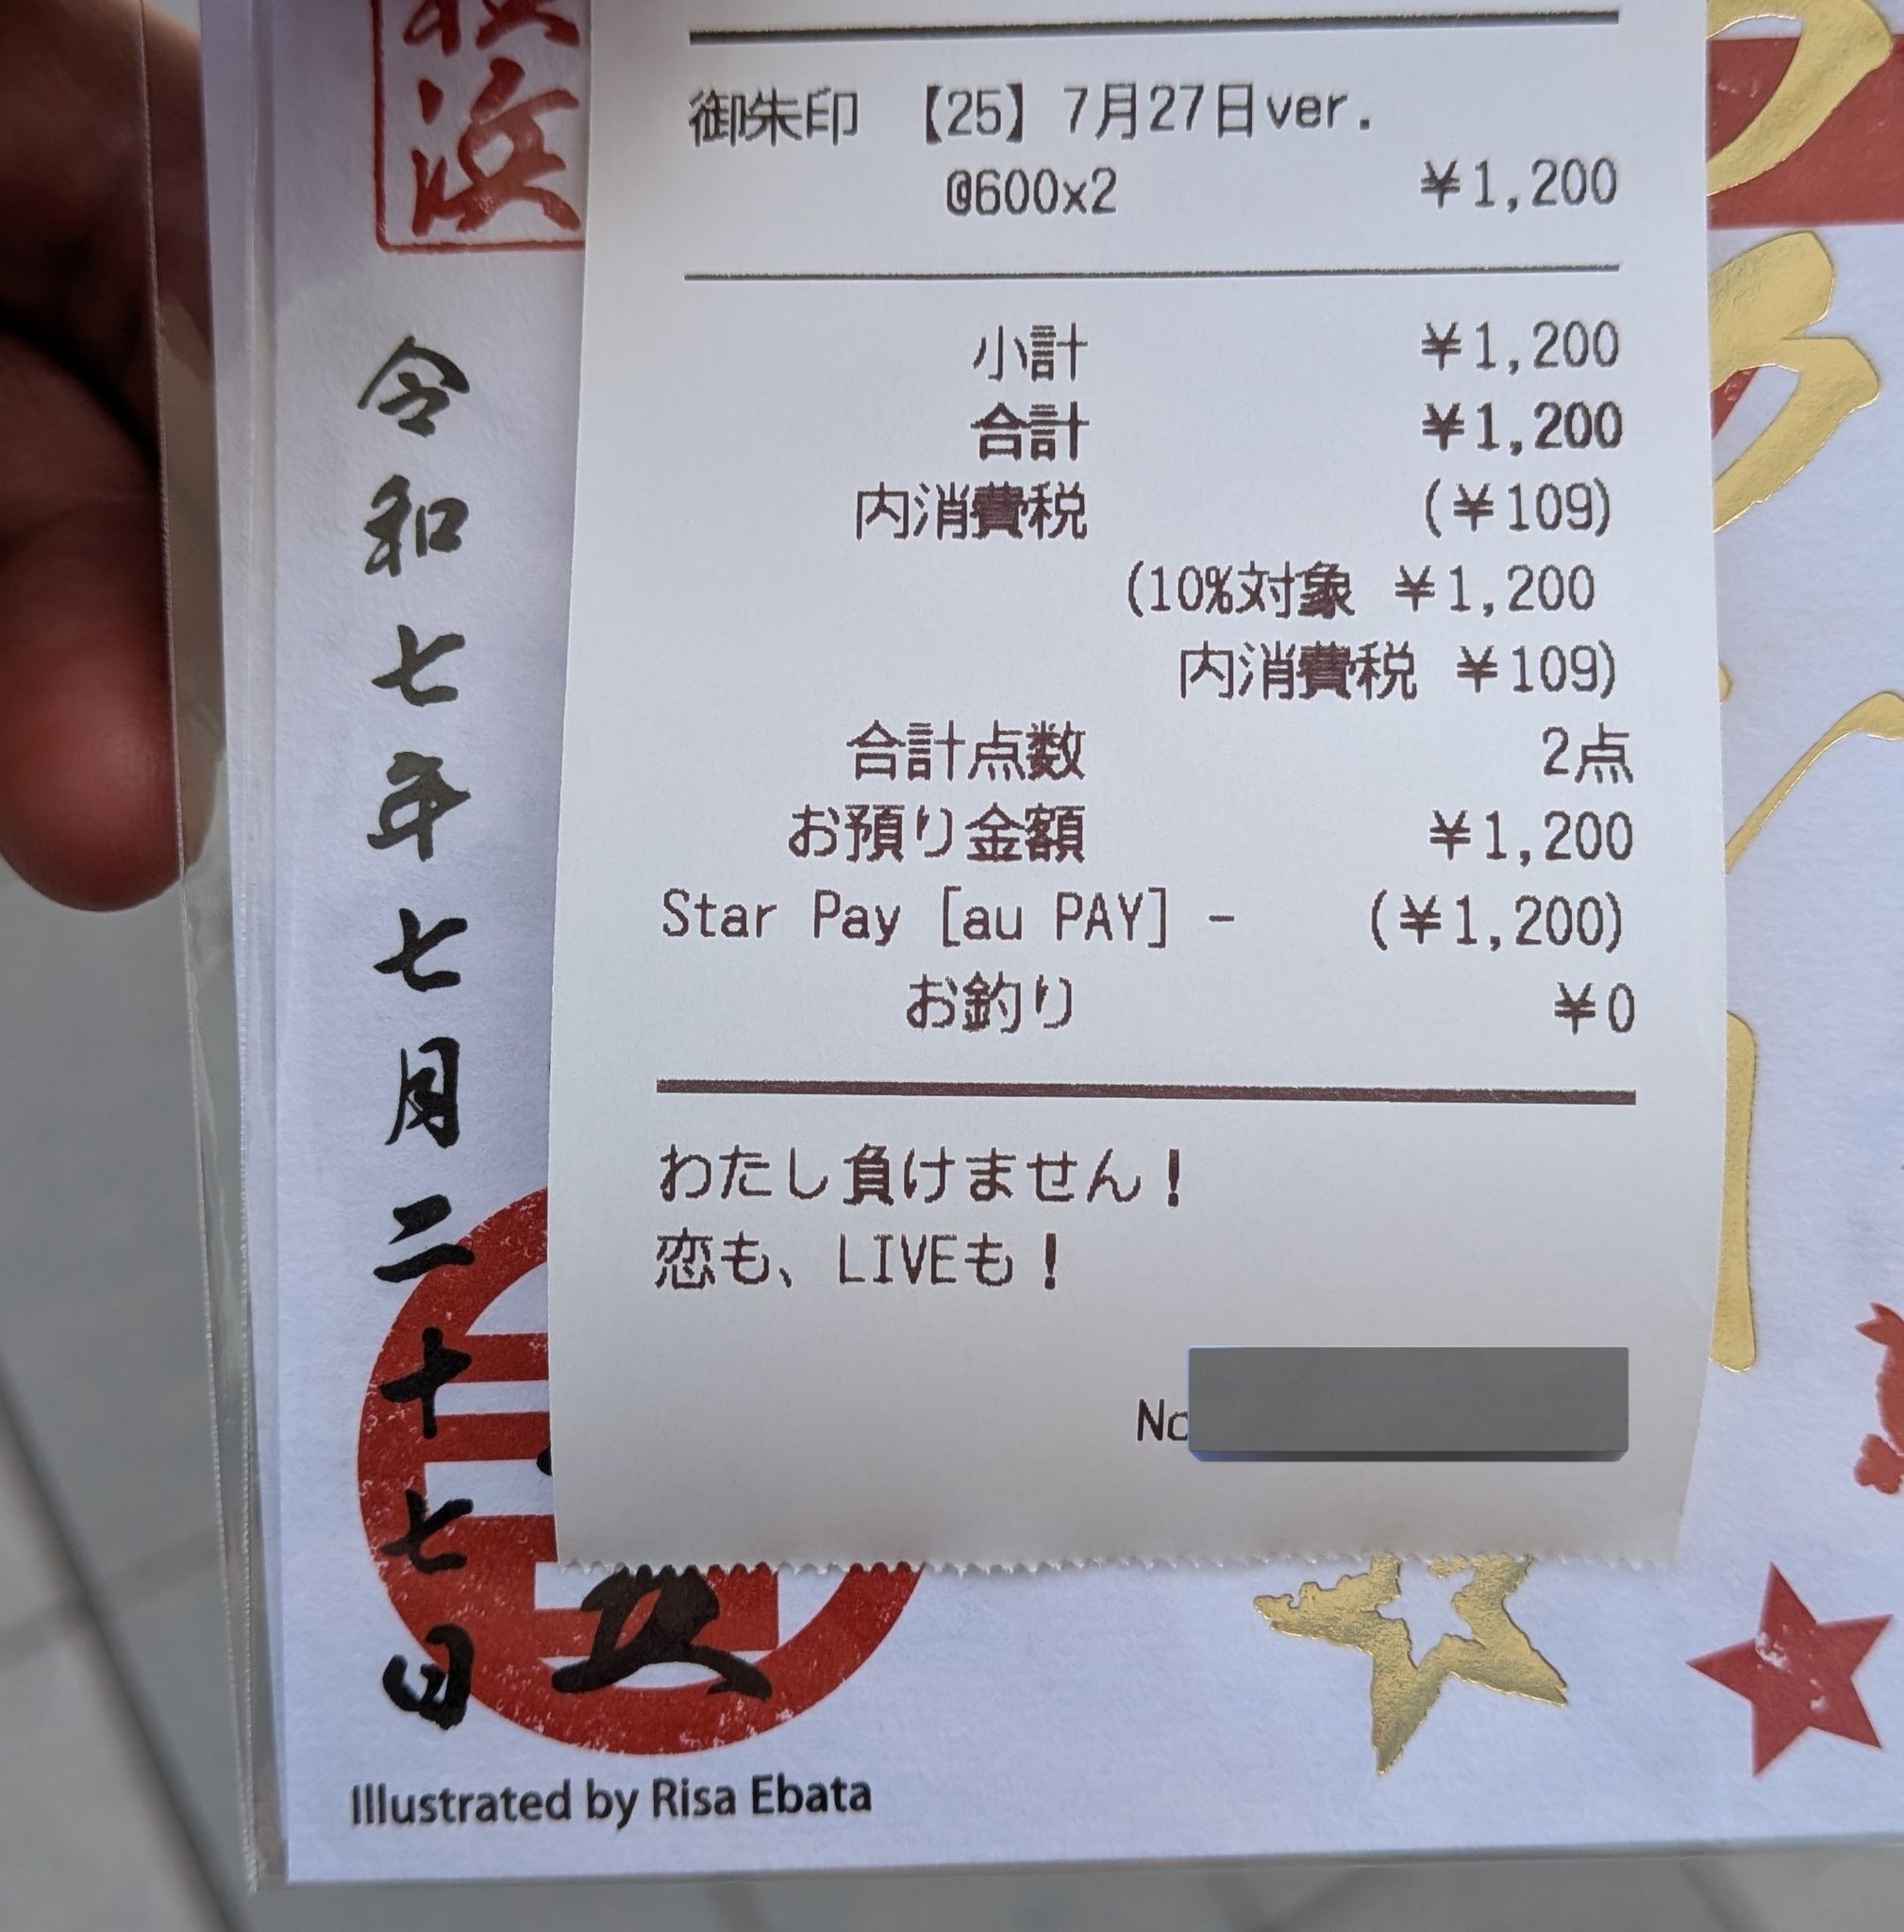 御朱印 【25】7月27日ver.
@600x2 ¥1,200
小計 ¥1,200
合計 ¥1,200
内消費税 (¥109)
(10%対象 ¥1,200
内消費税 ¥109)
合計点数 2点
お預り金額 ¥1,200
Star Pay [au PAY] - (¥1,200)
お釣り ¥0
わたし負けません！
恋も、LIVEも！
No
浜
令和七年七月二十七日
Illustrated by Risa Ebata